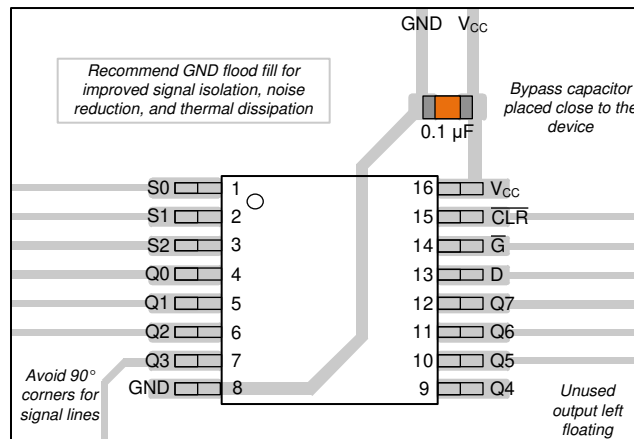 GND VCC
Recommend GND flood fill for
improved signal isolation, noise
reduction, and thermal dissipation
Bypass capacitor
placed close to the
device
0.1 µF
S0 1 16 VCC
S1 2 15 C̅L̅R̅
S2 3 14 G̅
Q0 4 13 D
Q1 5 12 Q7
Q2 6 11 Q6
Q3 7 10 Q5
GND 8 9 Q4
Avoid 90°
corners for
signal lines
Unused
output left
floating